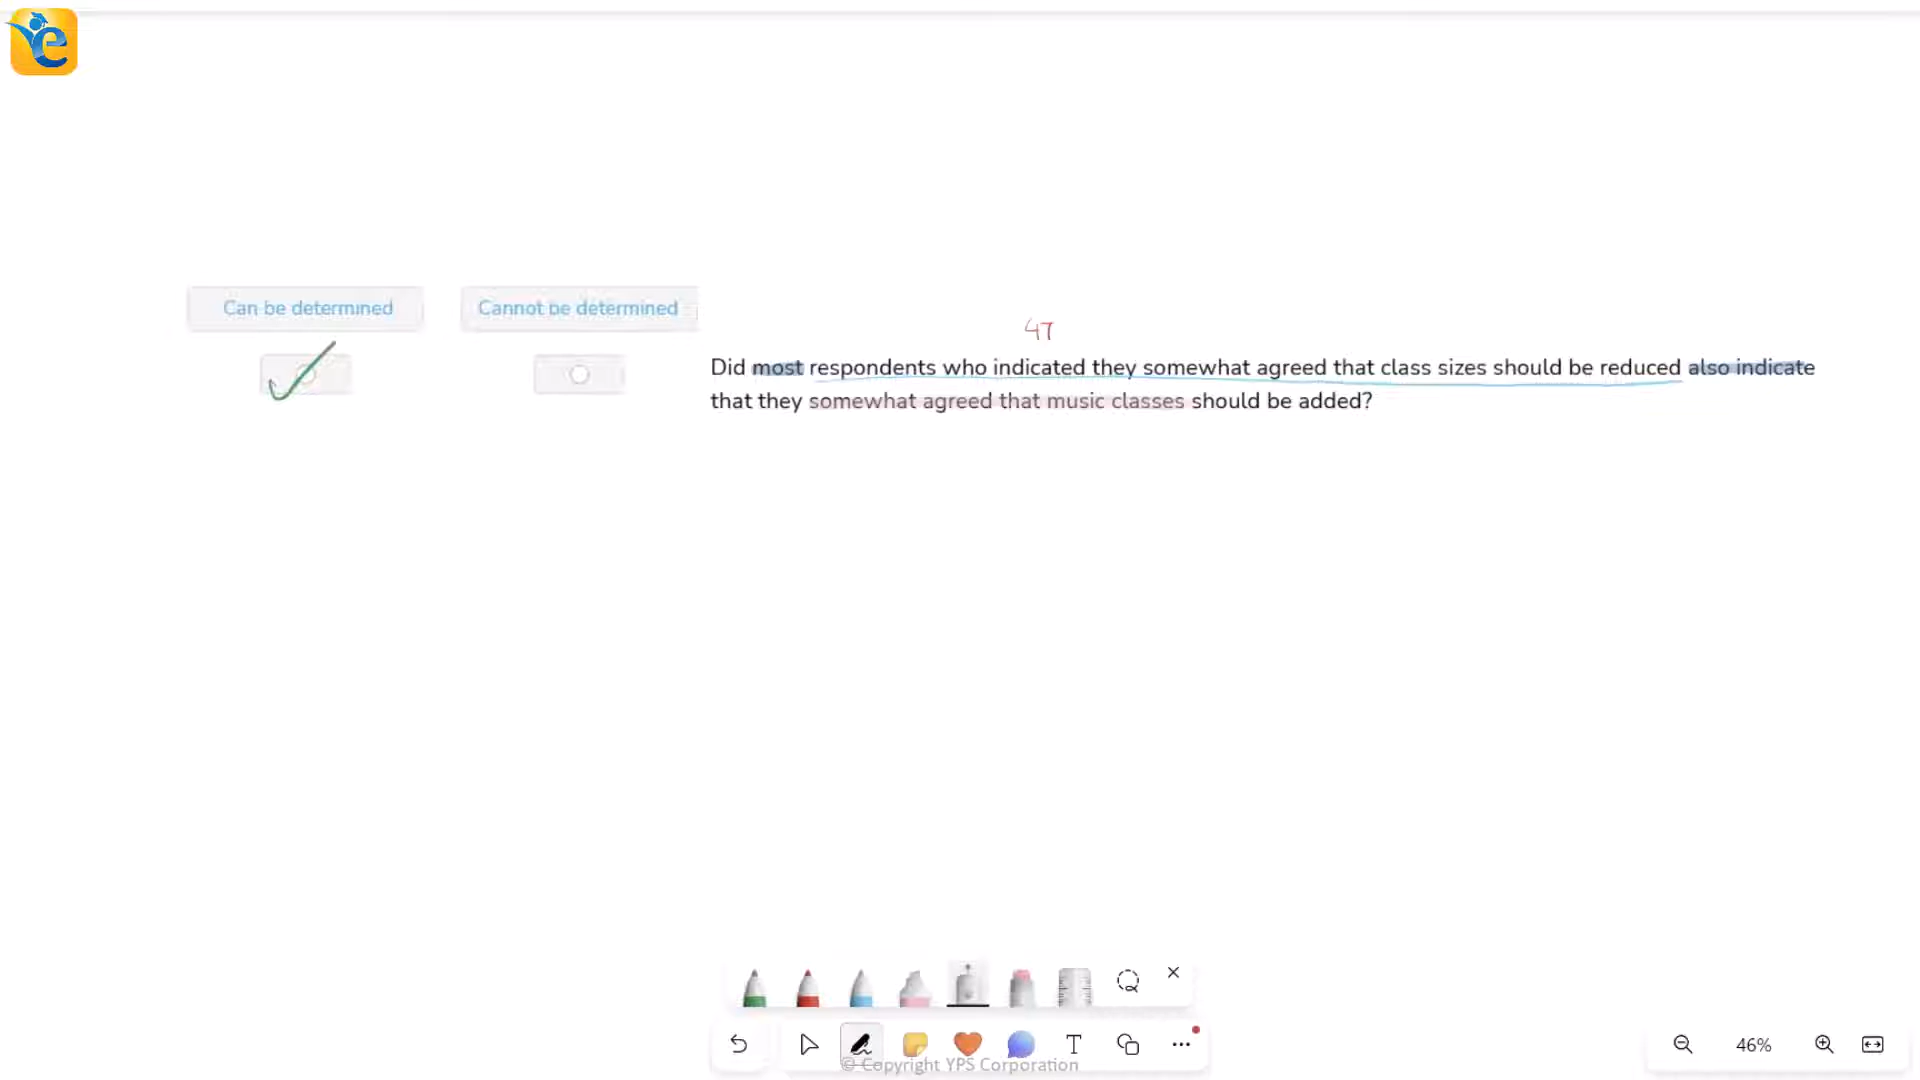 e
Can be determined
Cannot be determined
47
Did most respondents who indicated they somewhat agreed that class sizes should be reduced also indicate
that they somewhat agreed that music classes should be added?
T
46%
© Copyright YPS Corporation